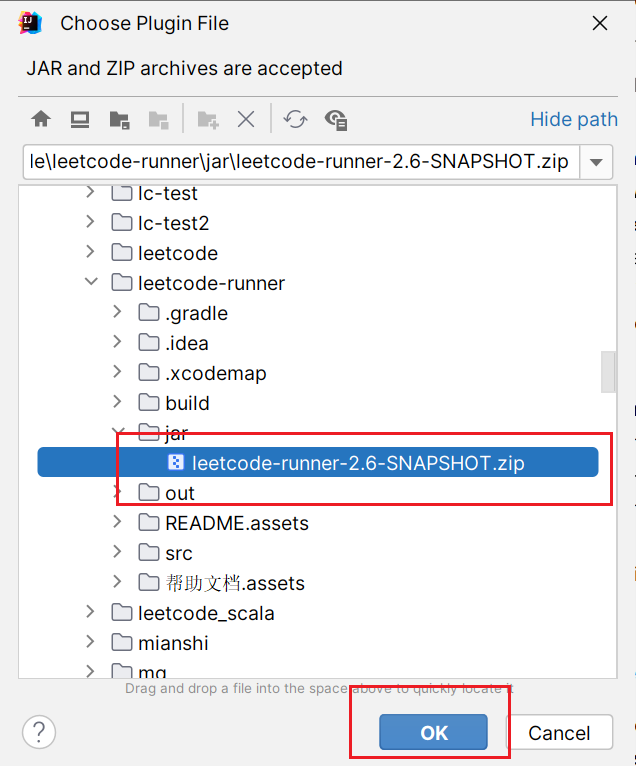 Choose Plugin File
JAR and ZIP archives are accepted
Hide path
le\leetcode-runner\jar\leetcode-runner-2.6-SNAPSHOT.zip
lc-test
lc-test2
leetcode
leetcode-runner
.gradle
.idea
.xcodemap
build
jar
leetcode-runner-2.6-SNAPSHOT.zip
out
README.assets
src
帮助文档.assets
leetcode_scala
mianshi
mq
Drag and drop a file into the space above to quickly locate it
? OK Cancel